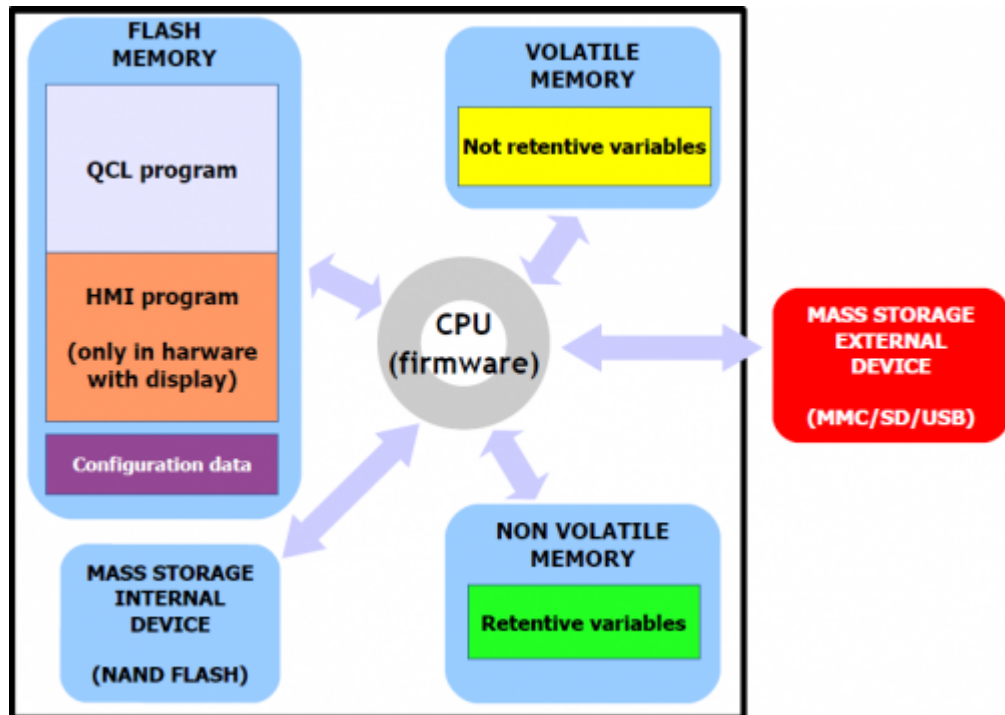 FLASH
MEMORY
QCL program
HMI program
(only in harware
with display)
Configuration data
VOLATILE
MEMORY
Not retentive variables
CPU
(firmware)
MASS STORAGE
EXTERNAL
DEVICE
(MMC/SD/USB)
MASS STORAGE
INTERNAL
DEVICE
(NAND FLASH)
NON VOLATILE
MEMORY
Retentive variables